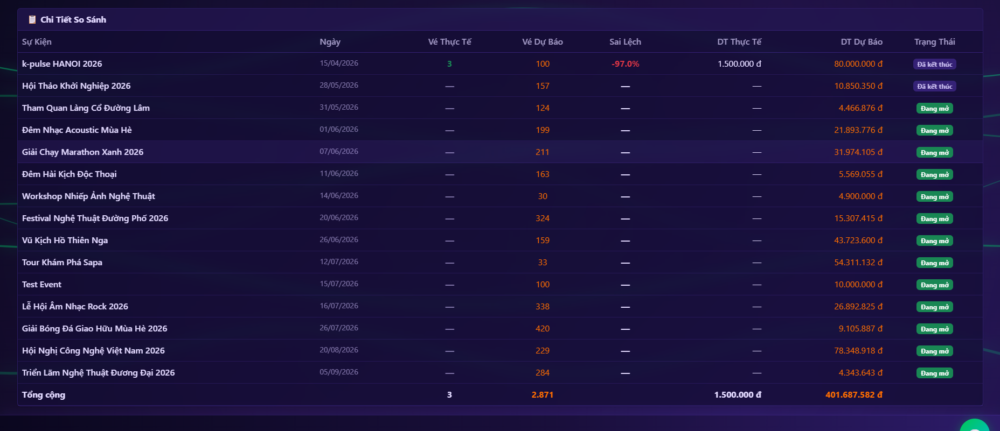 📋 Chi Tiết So Sánh
Sự Kiện Ngày Vé Thực Tế Vé Dự Báo Sai Lệch DT Thực Tế DT Dự Báo Trạng Thái
k-pulse HANOI 2026 15/04/2026 3 100 -97.0% 1.500.000 đ 80.000.000 đ Đã kết thúc
Hội Thảo Khởi Nghiệp 2026 28/05/2026 — 157 — — 10.850.350 đ Đã kết thúc
Tham Quan Làng Cổ Đường Lâm 31/05/2026 — 124 — — 4.466.876 đ Đang mở
Đêm Nhạc Acoustic Mùa Hè 01/06/2026 — 199 — — 21.893.776 đ Đang mở
Giải Chạy Marathon Xanh 2026 07/06/2026 — 211 — — 31.974.105 đ Đang mở
Đêm Hài Kịch Độc Thoại 11/06/2026 — 163 — — 5.569.055 đ Đang mở
Workshop Nhiếp Ảnh Nghệ Thuật 14/06/2026 — 30 — — 4.900.000 đ Đang mở
Festival Nghệ Thuật Đường Phố 2026 20/06/2026 — 324 — — 15.307.415 đ Đang mở
Vũ Kịch Hồ Thiên Nga 26/06/2026 — 159 — — 43.723.600 đ Đang mở
Tour Khám Phá Sapa 12/07/2026 — 33 — — 54.311.132 đ Đang mở
Test Event 15/07/2026 — 100 — — 10.000.000 đ Đang mở
Lễ Hội Âm Nhạc Rock 2026 16/07/2026 — 338 — — 26.892.825 đ Đang mở
Giải Bóng Đá Giao Hữu Mùa Hè 2026 26/07/2026 — 420 — — 9.105.887 đ Đang mở
Hội Nghị Công Nghệ Việt Nam 2026 20/08/2026 — 229 — — 78.348.918 đ Đang mở
Triển Lãm Nghệ Thuật Đương Đại 2026 05/09/2026 — 284 — — 4.343.643 đ Đang mở
Tổng cộng 3 2.871 1.500.000 đ 401.687.582 đ